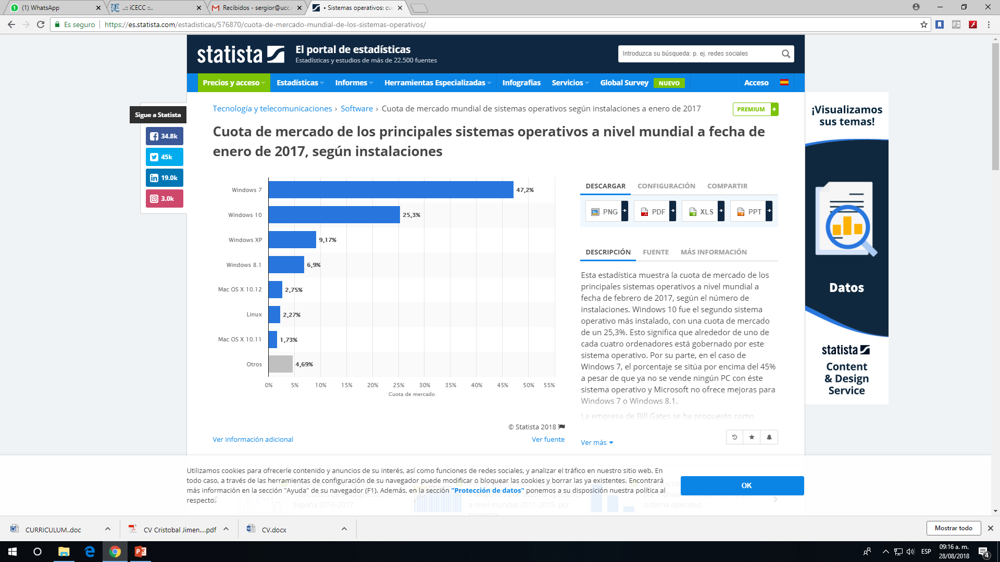 (1) WhatsApp
..:: iCECC ::..
Recibidos - sergior@ucc.
• Sistemas operativos: cu
Es seguro
https://es.statista.com/estadisticas/576870/cuota-de-mercado-mundial-de-los-sistemas-operativos/
statista
El portal de estadísticas
Estadísticas y estudios de más de 22.500 fuentes
Introduzca su búsqueda: p. ej. redes sociales
Precios y acceso
Estadísticas
Informes
Herramientas Especializadas
Infografías
Servicios
Global Survey NUEVO
Acceso
Tecnología y telecomunicaciones › Software › Cuota de mercado mundial de sistemas operativos según instalaciones a enero de 2017
PREMIUM +
Sigue a Statista
34.8k
45k
19.0k
3.0k
Cuota de mercado de los principales sistemas operativos a nivel mundial a fecha de
enero de 2017, según instalaciones
Windows 7 47,2%
Windows 10 25,3%
Windows XP 9,17%
Windows 8.1 6,9%
Mac OS X 10.12 2,75%
Linux 2,27%
Mac OS X 10.11 1,73%
Otros 4,69%
0% 5% 10% 15% 20% 25% 30% 35% 40% 45% 50% 55%
Cuota de mercado
© Statista 2018
Ver información adicional
Ver fuente
DESCARGAR CONFIGURACIÓN COMPARTIR
PNG + PDF + XLS + PPT +
DESCRIPCIÓN FUENTE MÁS INFORMACIÓN
Esta estadística muestra la cuota de mercado de los
principales sistemas operativos a nivel mundial a
fecha de febrero de 2017, según el número de
instalaciones. Windows 10 fue el segundo sistema
operativo más instalado, con una cuota de mercado
de un 25,3%. Esto significa que alrededor de uno de
cada cuatro ordenadores está gobernado por este
sistema operativo. Por su parte, en el caso de
Windows 7, el porcentaje se sitúa por encima del 45%
a pesar de que ya no se vende ningún PC con éste
sistema operativo y Microsoft no ofrece mejoras para
Windows 7 o Windows 8.1.
La empresa de Bill Gates se ha propuesto como
Ver más
¡Visualizamos
sus temas!
Datos
statista
Content
& Design
Service
Utilizamos cookies para ofrecerle contenido y anuncios de su interés, así como funciones de redes sociales, y analizar el tráfico en nuestro sitio web. En
todo caso, a través de las herramientas de configuración de su navegador puede modificar o bloquear las cookies y borrar las ya existentes. Encontrará
más información en la sección "Ayuda" de su navegador (F1). Además, en la sección "Protección de datos" ponemos a su disposición nuestra política al
respecto.
OK
España 2016-2017
a nivel mundial 2011-2015, por
trimestre
sistema operativo
CURRICULUM..doc
CV Cristobal Jimen....pdf
CV.docx
Mostrar todo
ESP
09:16 a. m.
28/08/2018
4